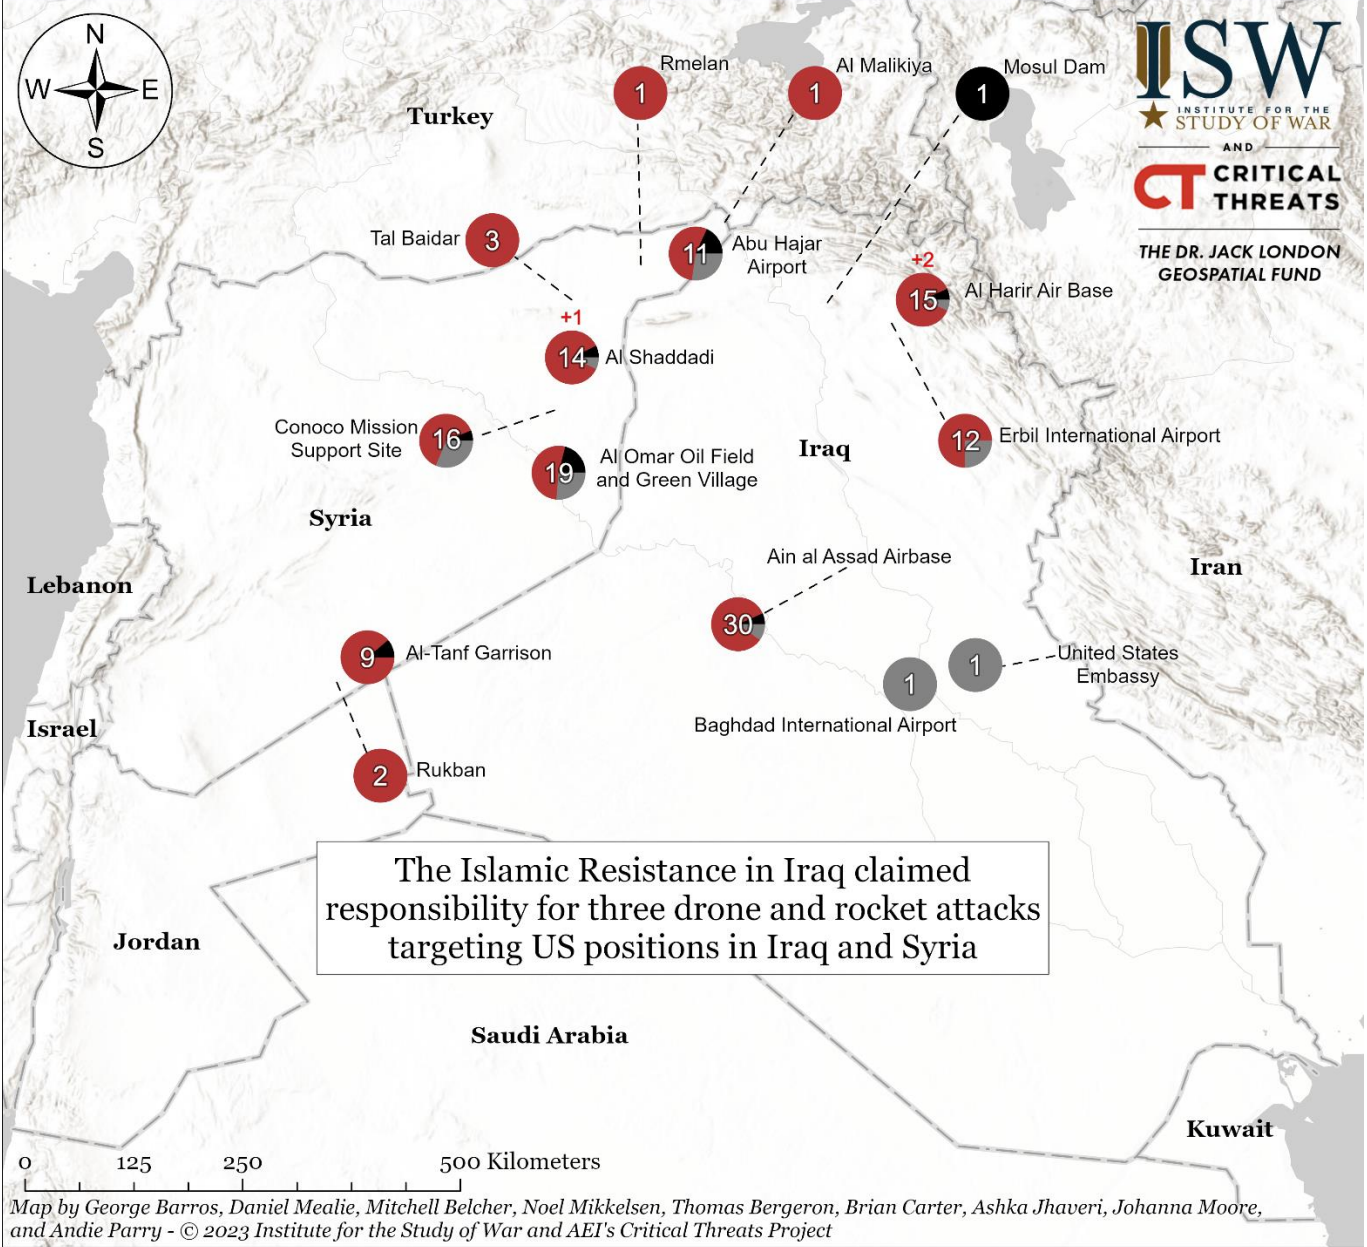 N
W
E
S
Turkey
1
Rmelan
1
Al Malikiya
1
Mosul Dam
ISW
INSTITUTE FOR THE
STUDY OF WAR
AND
CT CRITICAL
THREATS
THE DR. JACK LONDON
GEOSPATIAL FUND
Tal Baidar
3
11
Abu Hajar
Airport
+2
15
Al Harir Air Base
+1
14
Al Shaddadi
Conoco Mission
Support Site
16
19
Al Omar Oil Field
and Green Village
Iraq
12
Erbil International Airport
Syria
Lebanon
Ain al Assad Airbase
Iran
30
9
Al-Tanf Garrison
1
1
United States
Embassy
Baghdad International Airport
Israel
2
Rukban
The Islamic Resistance in Iraq claimed
responsibility for three drone and rocket attacks
targeting US positions in Iraq and Syria
Jordan
Saudi Arabia
Kuwait
0 125 250 500 Kilometers
Map by George Barros, Daniel Mealie, Mitchell Belcher, Noel Mikkelsen, Thomas Bergeron, Brian Carter, Ashka Jhaveri, Johanna Moore,
and Andie Parry - © 2023 Institute for the Study of War and AEI's Critical Threats Project